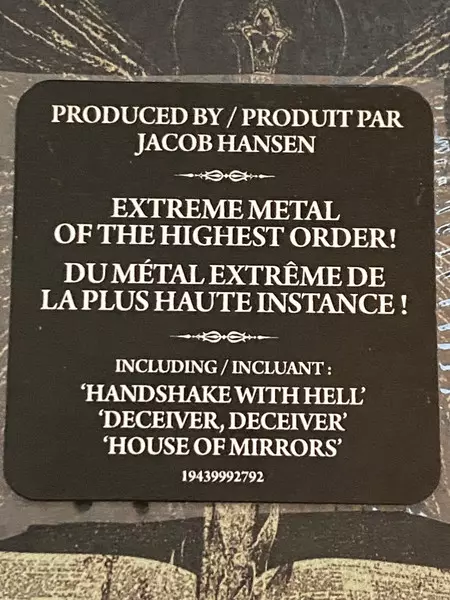 PRODUCED BY / PRODUIT PAR
JACOB HANSEN
EXTREME METAL
OF THE HIGHEST ORDER!
DU MÉTAL EXTRÊME DE
LA PLUS HAUTE INSTANCE !
INCLUDING / INCLUANT :
‘HANDSHAKE WITH HELL’
‘DECEIVER, DECEIVER’
‘HOUSE OF MIRRORS’
19439992792